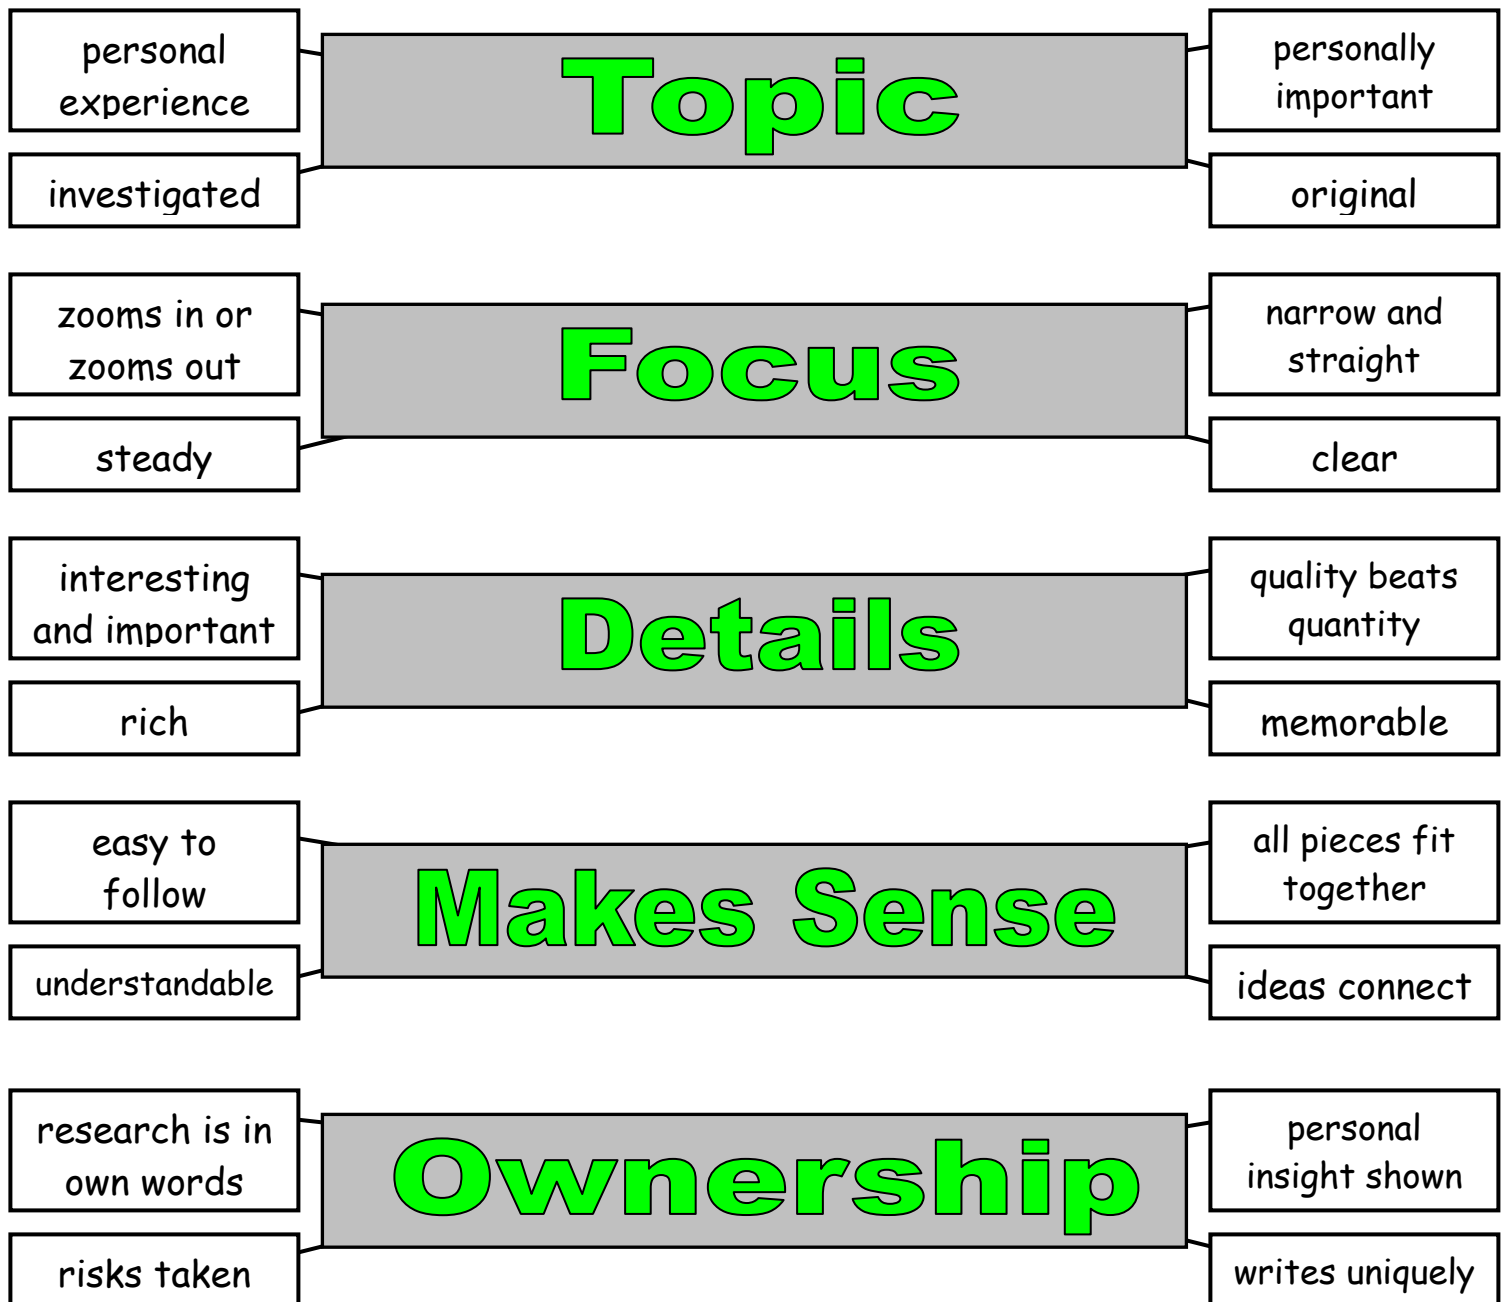 personal
experience
investigated
Topic
personally
important
original
zooms in or
zooms out
steady
Focus
narrow and
straight
clear
interesting
and important
rich
Details
quality beats
quantity
memorable
easy to
follow
understandable
Makes Sense
all pieces fit
together
ideas connect
research is in
own words
risks taken
Ownership
personal
insight shown
writes uniquely